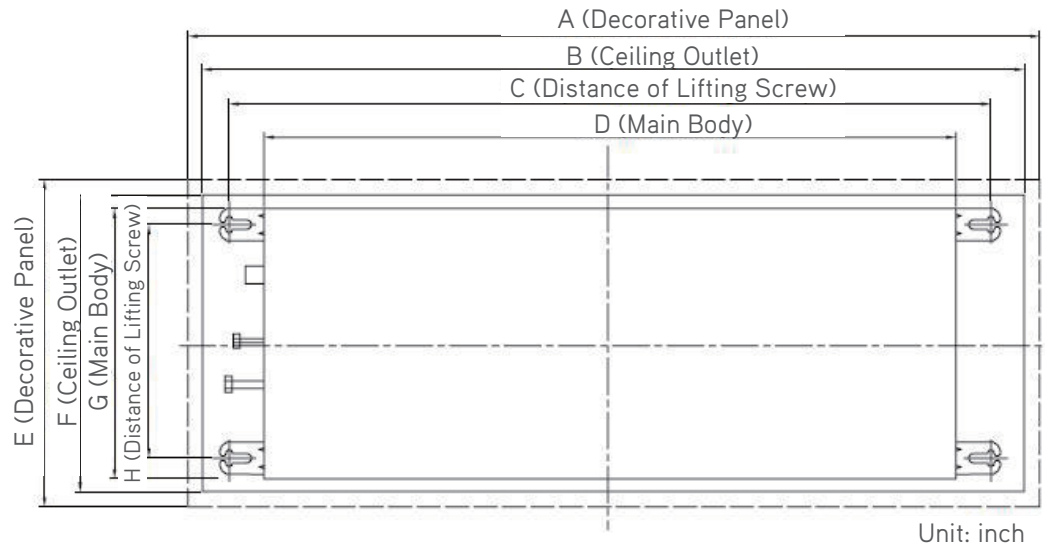 A (Decorative Panel)
B (Ceiling Outlet)
C (Distance of Lifting Screw)
D (Main Body)
E (Decorative Panel)
F (Ceiling Outlet)
G (Main Body)
H (Distance of Lifting Screw)
Unit: inch